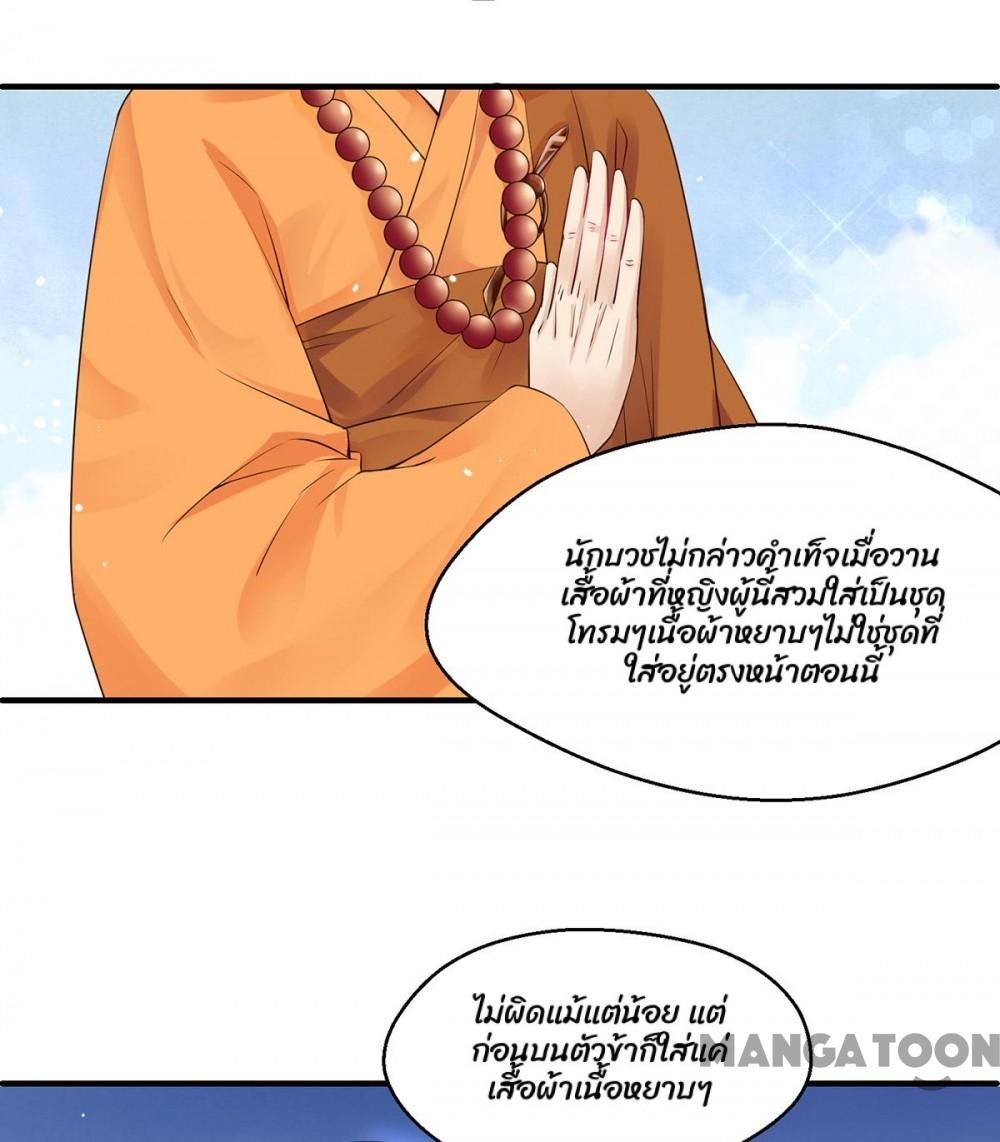 นักบวชไม่กล่าวคำเท็จเมื่อวาน
เสื้อผ้าที่หญิงผู้นี้สวมใส่เป็นชุด
โทรมๆเนื้อผ้าหยาบๆไม่ใช่ชุดที่
ใส่อยู่ตรงหน้าตอนนี้
ไม่ผิดแม้แต่น้อย แต่
ก่อนบนตัวข้าก็ใส่แค่
เสื้อผ้าเนื้อหยาบๆ
MANGATOON